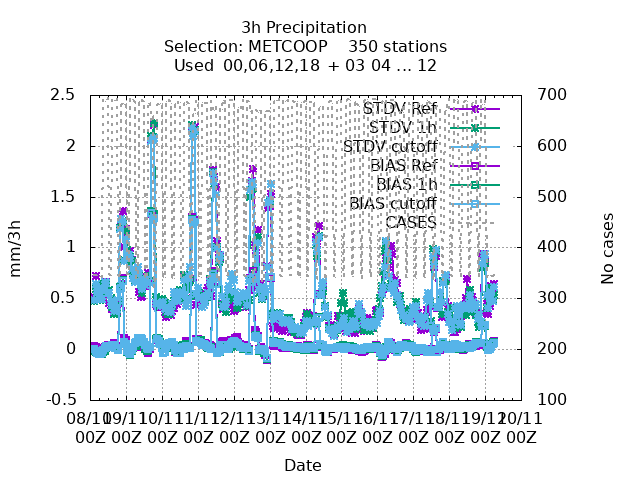 3h Precipitation
Selection: METCOOP 350 stations
Used 00,06,12,18 + 03 04 ... 12
2.5
2
1.5
1
0.5
0
-0.5
mm/3h
700
600
500
400
300
200
100
No cases
STDV Ref
STDV 1h
STDV cutoff
BIAS Ref
BIAS 1h
BIAS cutoff
CASES
08/11 09/11 10/11 11/11 12/11 13/11 14/11 15/11 16/11 17/11 18/11 19/11 20/11
00Z 00Z 00Z 00Z 00Z 00Z 00Z 00Z 00Z 00Z 00Z 00Z 00Z
Date